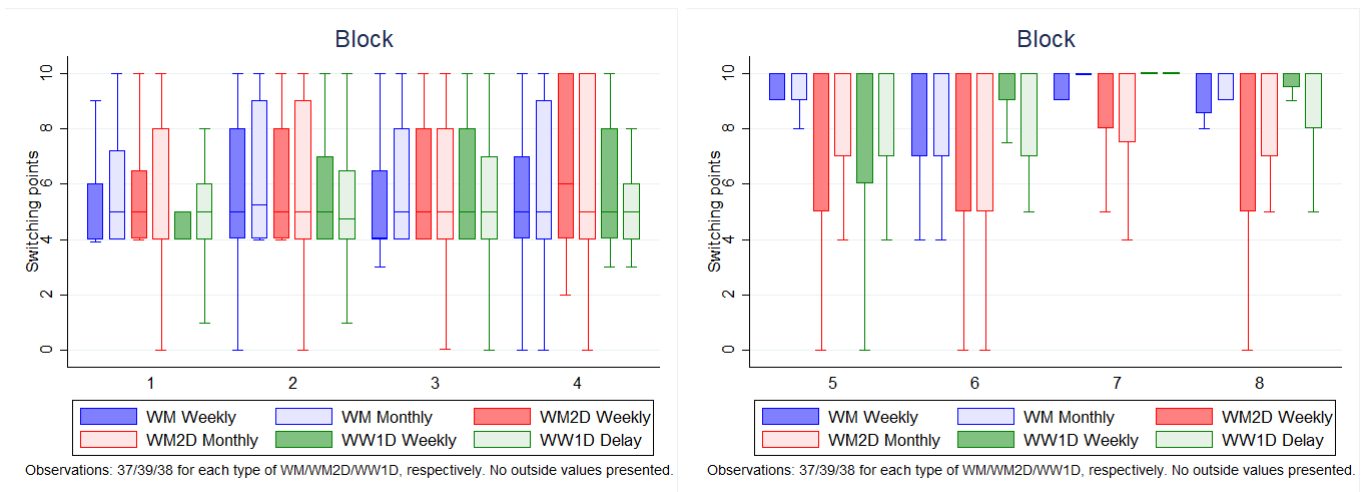 Block
Switching points
10
8
6
4
2
0
1 2 3 4
WM Weekly WM Monthly WM2D Weekly
WM2D Monthly WW1D Weekly WW1D Delay
Observations: 37/39/38 for each type of WM/WM2D/WW1D, respectively. No outside values presented.
Block
Switching points
10
8
6
4
2
0
5 6 7 8
WM Weekly WM Monthly WM2D Weekly
WM2D Monthly WW1D Weekly WW1D Delay
Observations: 37/39/38 for each type of WM/WM2D/WW1D, respectively. No outside values presented.